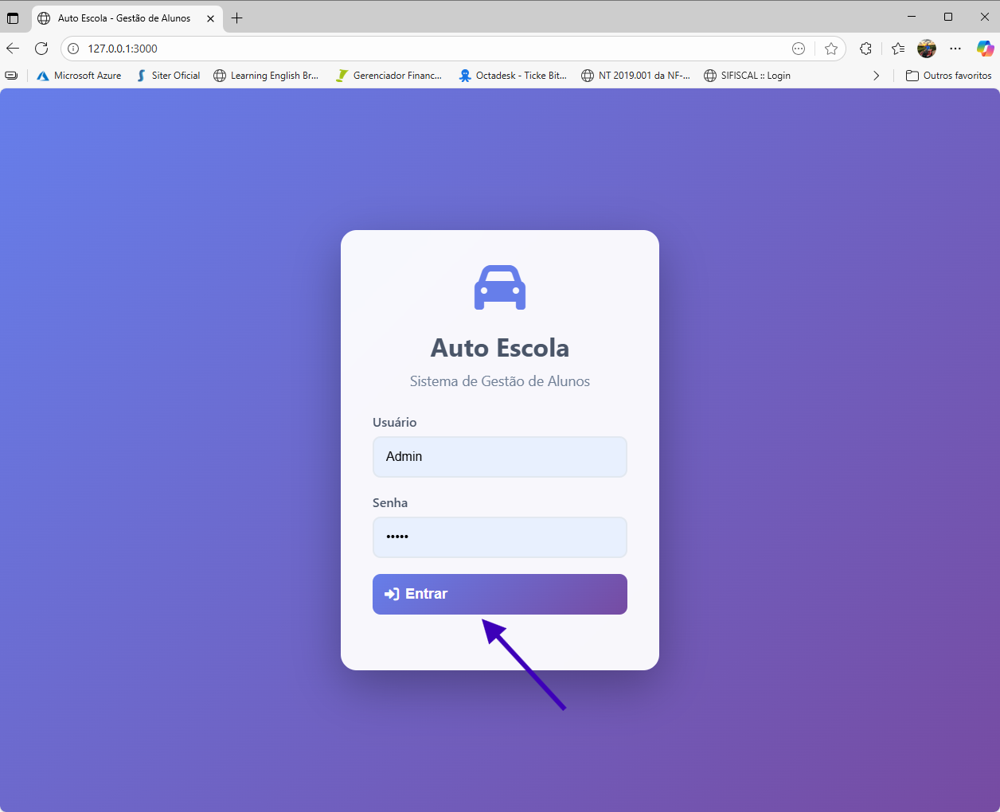 Auto Escola - Gestão de Alunos
127.0.0.1:3000
Microsoft Azure
Siter Oficial
Learning English Br...
Gerenciador Financ...
Octadesk - Ticke Bit...
NT 2019.001 da NF-...
SIFISCAL :: Login
Outros favoritos
Auto Escola
Sistema de Gestão de Alunos
Usuário
Admin
Senha
•••••
Entrar